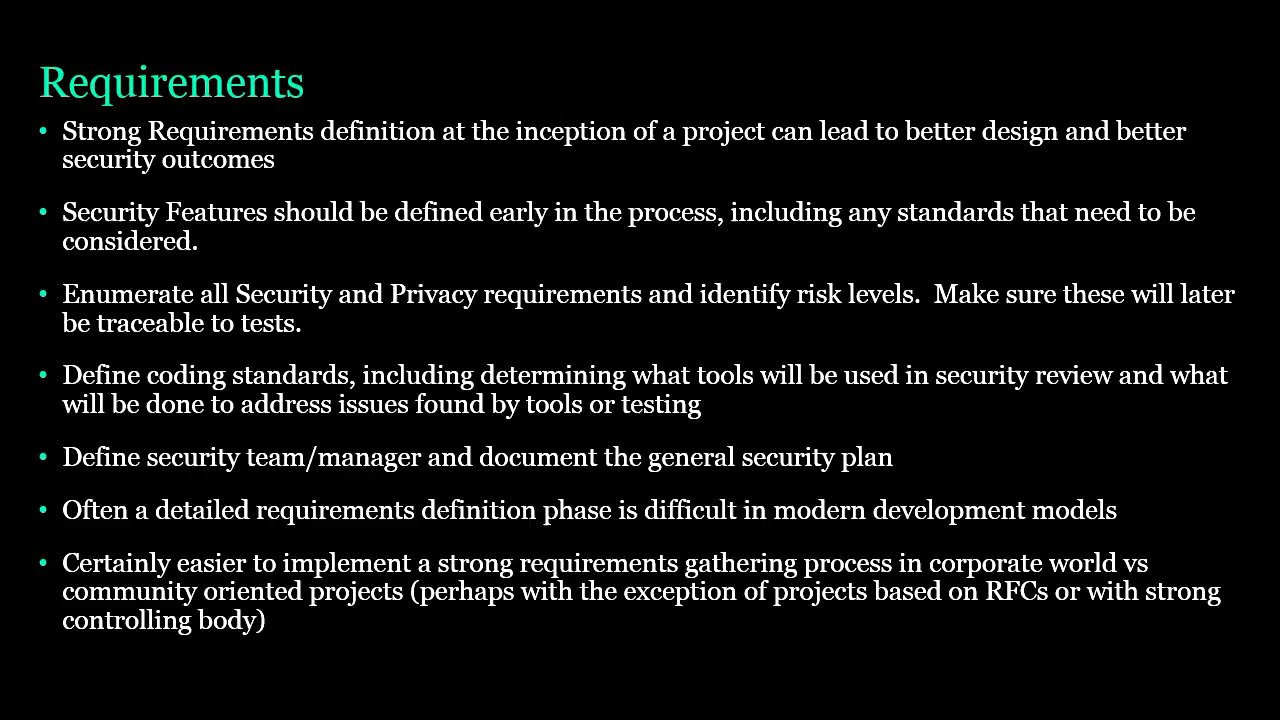 Requirements
• Strong Requirements definition at the inception of a project can lead to better design and better
security outcomes
• Security Features should be defined early in the process, including any standards that need to be
considered.
• Enumerate all Security and Privacy requirements and identify risk levels.  Make sure these will later
be traceable to tests.
• Define coding standards, including determining what tools will be used in security review and what
will be done to address issues found by tools or testing
• Define security team/manager and document the general security plan
• Often a detailed requirements definition phase is difficult in modern development models
• Certainly easier to implement a strong requirements gathering process in corporate world vs
community oriented projects (perhaps with the exception of projects based on RFCs or with strong
controlling body)